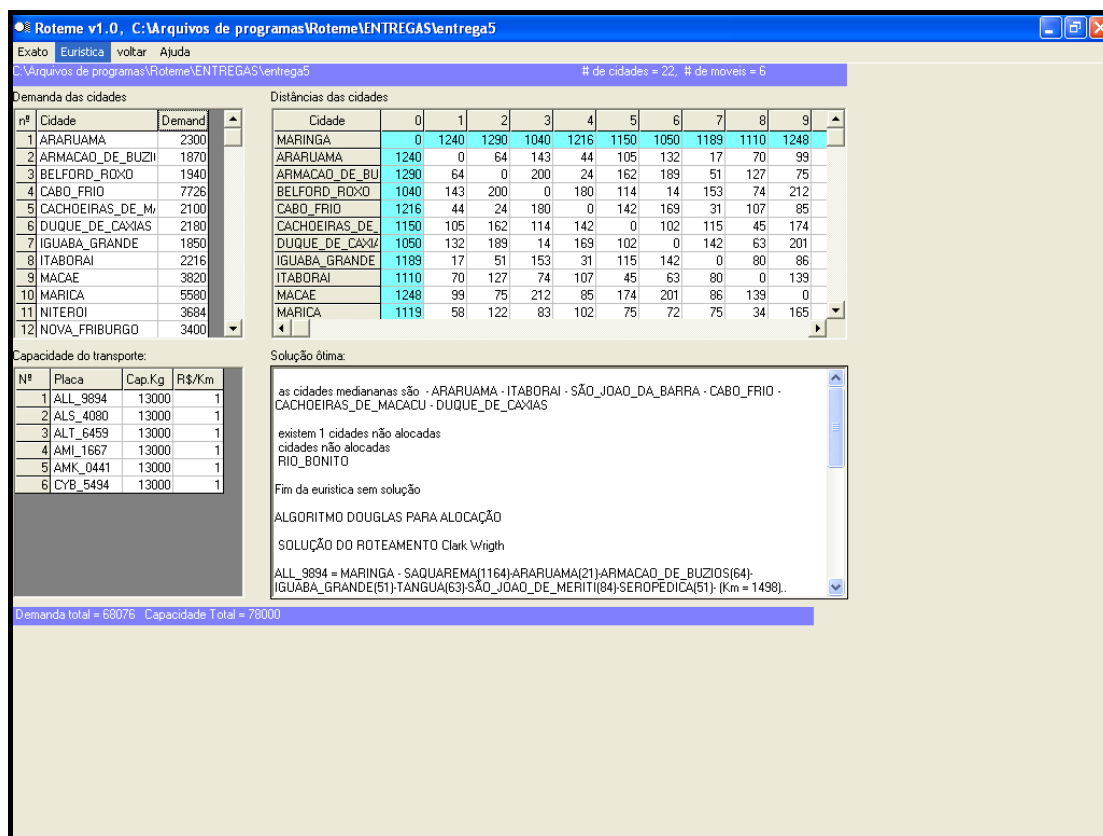 Roteme v1.0, C:\Arquivos de programas\Roteme\ENTREGAS\entrega5
Exato Euristica voltar Ajuda
C:\Arquivos de programas\Roteme\ENTREGAS\entrega5 # de cidades = 22, # de moveis = 6
Demanda das cidades
nº Cidade Demand
1 ARARUAMA 2300
2 ARMACAO_DE_BUZII 1870
3 BELFORD_ROXO 1940
4 CABO_FRIO 7726
5 CACHOEIRAS_DE_M 2100
6 DUQUE_DE_CAXIAS 2180
7 IGUABA_GRANDE 1850
8 ITABORAI 2216
9 MACAE 3820
10 MARICA 5580
11 NITEROI 3684
12 NOVA_FRIBURGO 3400
Distâncias das cidades
Cidade 0 1 2 3 4 5 6 7 8 9
MARINGA 0 1240 1290 1040 1216 1150 1050 1189 1110 1248
ARARUAMA 1240 0 64 143 44 105 132 17 70 99
ARMACAO_DE_BU 1290 64 0 200 24 162 189 51 127 75
BELFORD_ROXO 1040 143 200 0 180 114 14 153 74 212
CABO_FRIO 1216 44 24 180 0 142 169 31 107 85
CACHOEIRAS_DE_ 1150 105 162 114 142 0 102 115 45 174
DUQUE_DE_CAXIA 1050 132 189 14 169 102 0 142 63 201
IGUABA_GRANDE 1189 17 51 153 31 115 142 0 80 86
ITABORAI 1110 70 127 74 107 45 63 80 0 139
MACAE 1248 99 75 212 85 174 201 86 139 0
MARICA 1119 58 122 83 102 75 72 75 34 165
Capacidade do transporte:
Nº Placa Cap.Kg R$/Km
1 ALL_9894 13000 1
2 ALS_4080 13000 1
3 ALT_6459 13000 1
4 AMI_1667 13000 1
5 AMK_0441 13000 1
6 CYB_5494 13000 1
Solução ôtima:
as cidades mediananas são - ARARUAMA - ITABORAI - SÃO_JOAO_DA_BARRA - CABO_FRIO -
CACHOEIRAS_DE_MACACU - DUQUE_DE_CAXIAS
existem 1 cidades não alocadas
cidades não alocadas
RIO_BONITO
Fim da euristica sem solução
ALGORITMO DOUGLAS PARA ALOCAÇÃO
SOLUÇÃO DO ROTEAMENTO Clark Wrigth
ALL_9894 = MARINGA - SAQUAREMA(1164)-ARARUAMA(21)-ARMACAO_DE_BUZIOS(64)-
IGUABA_GRANDE(51)-TANGUA(63)-SÃO_JOAO_DE_MERITI(84)-SEROPEDICA(51)- (Km = 1498)..
Demanda total = 68076 Capacidade Total = 78000